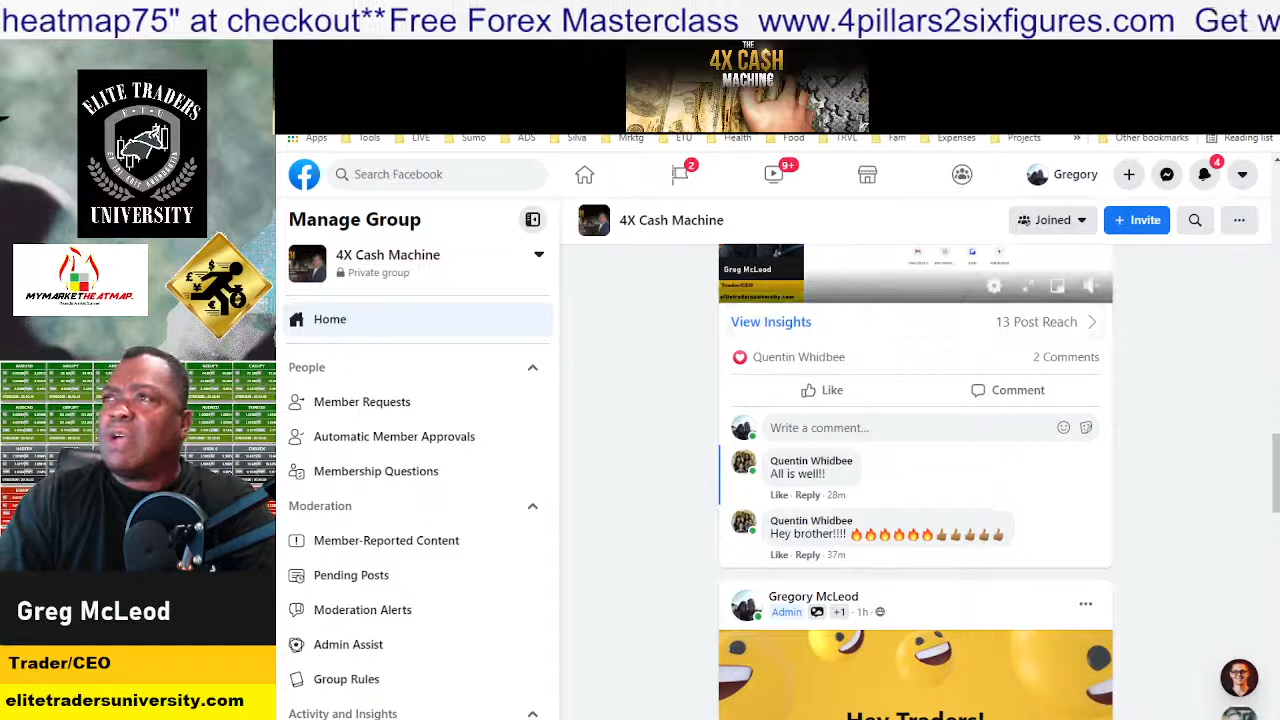 heatmap75" at checkout**Free Forex Masterclass www.4pillars2sixfigures.com Get w
ELITE TRADERS
E·T·U
UNIVERSITY
MYMARKETHEATMAP.
THE
4X CA$H
MACHINE
Apps Tools LIVE Sumo ADS Silva Mrktg ETU Health Food TRVL Fam Expenses Projects » Other bookmarks Reading list
Search Facebook
2
9+
Gregory
4
Manage Group
4X Cash Machine
Private group
Home
People
Member Requests
Automatic Member Approvals
Membership Questions
Moderation
Member-Reported Content
Pending Posts
Moderation Alerts
Admin Assist
Group Rules
Activity and Insights
4X Cash Machine
Joined
+ Invite
Greg McLeod
Trader/CEO
elitetradersuniversity.com
View Insights
13 Post Reach
Quentin Whidbee
2 Comments
Like
Comment
Write a comment...
Quentin Whidbee
All is well!!
Like · Reply · 28m
Quentin Whidbee
Hey brother!!!! 🔥🔥🔥🔥🔥🔥👍🏾👍🏾👍🏾👍🏾👍🏾
Like · Reply · 37m
Gregory McLeod
Admin +1 · 1h ·
Hey Traders!
Greg McLeod
Trader/CEO
elitetradersuniversity.com